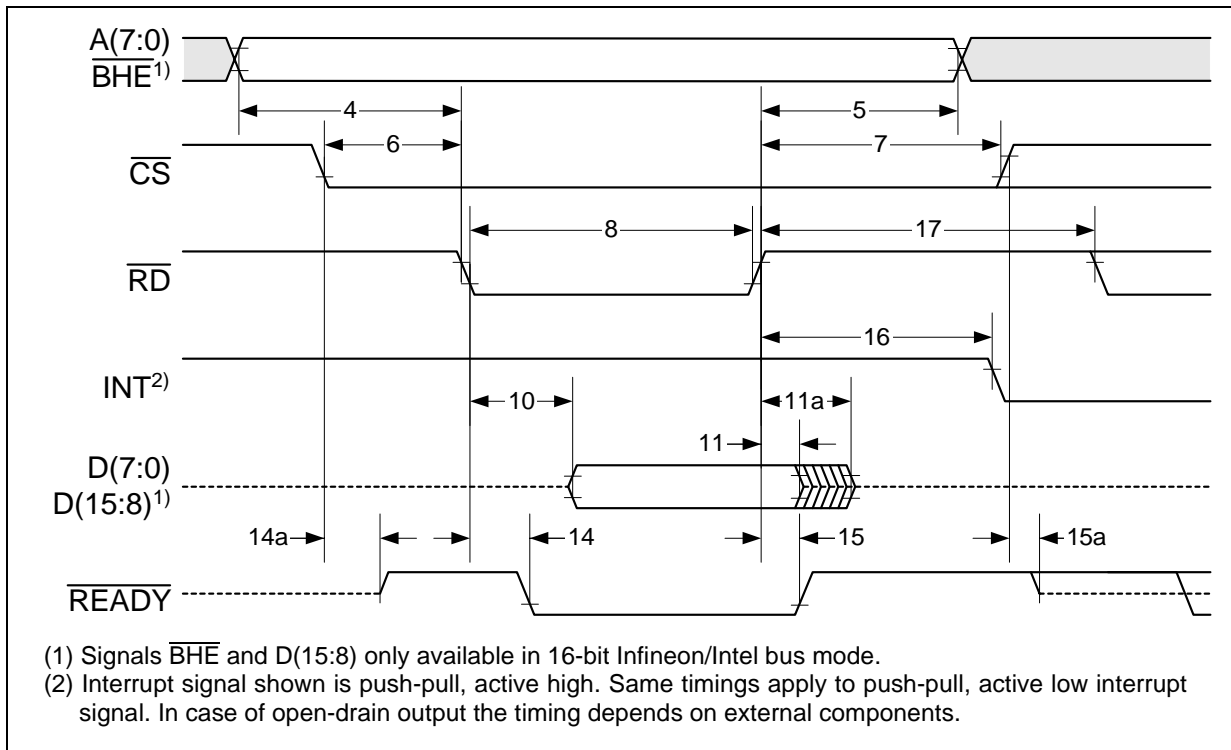 A(7:0)
BHE1)
4
5
6
7
CS
8
17
RD
16
INT2)
10
11a
11
D(7:0)
D(15:8)1)
14a
14
15
15a
READY
(1) Signals BHE and D(15:8) only available in 16-bit Infineon/Intel bus mode.
(2) Interrupt signal shown is push-pull, active high. Same timings apply to push-pull, active low interrupt
signal. In case of open-drain output the timing depends on external components.